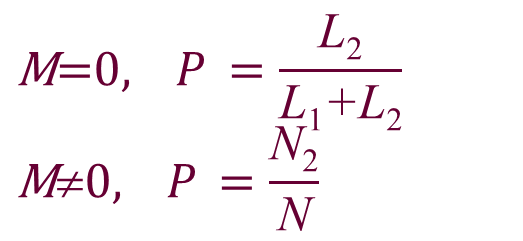 M=0, P = L₂/(L₁+L₂)
M≠0, P = N₂/N